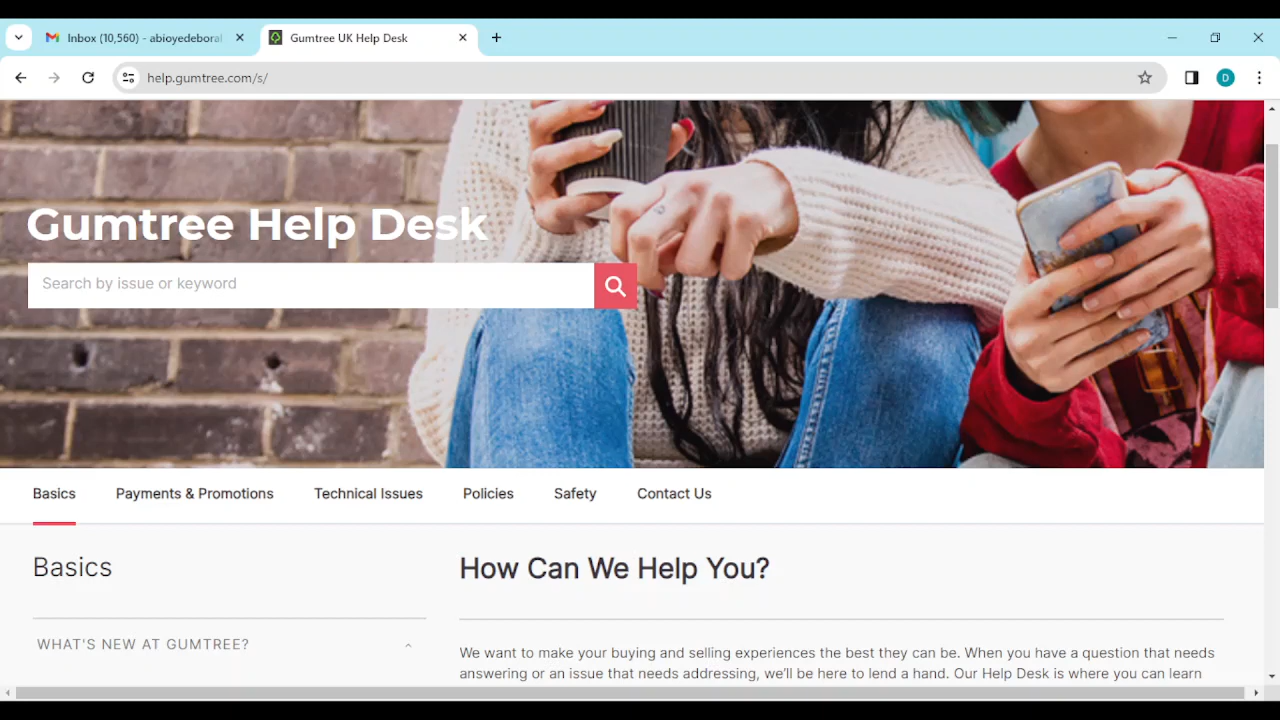 Inbox (10,560) - abioyedeboral
Gumtree UK Help Desk
help.gumtree.com/s/
D
Gumtree Help Desk
Search by issue or keyword
Basics Payments & Promotions Technical Issues Policies Safety Contact Us
Basics
How Can We Help You?
WHAT'S NEW AT GUMTREE?
We want to make your buying and selling experiences the best they can be. When you have a question that needs
answering or an issue that needs addressing, we'll be here to lend a hand. Our Help Desk is where you can learn